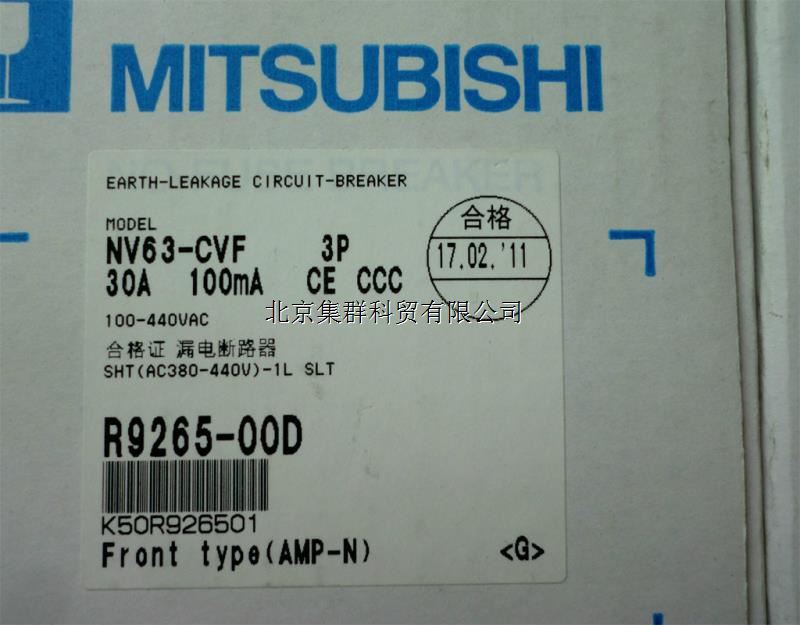 MITSUBISHI
EARTH-LEAKAGE CIRCUIT-BREAKER
MODEL
NV63-CVF 3P
30A 100mA CE CCC
合格
17.02.'11
北京集群科贸有限公司
100-440VAC
合格证 漏电断路器
SHT(AC380-440V)-1L SLT
R9265-00D
K50R926501
Front type(AMP-N) <G>